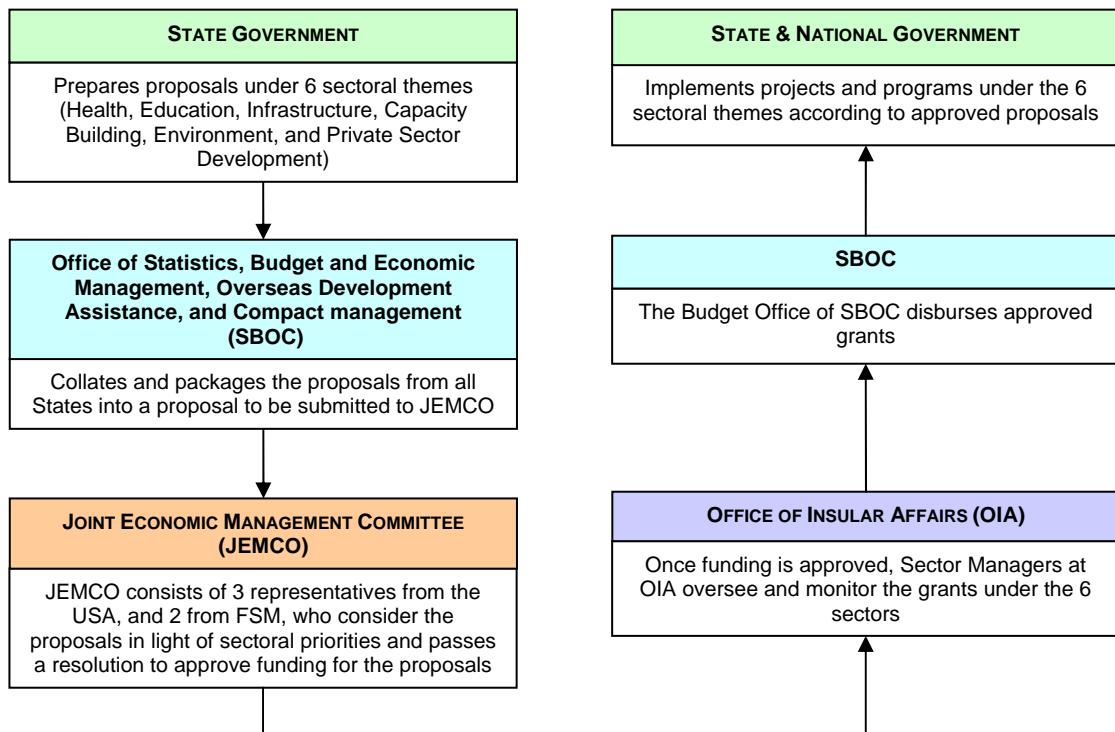 STATE GOVERNMENT
Prepares proposals under 6 sectoral themes
(Health, Education, Infrastructure, Capacity
Building, Environment, and Private Sector
Development)
Office of Statistics, Budget and Economic
Management, Overseas Development
Assistance, and Compact management
(SBOC)
Collates and packages the proposals from all
States into a proposal to be submitted to JEMCO
JOINT ECONOMIC MANAGEMENT COMMITTEE
(JEMCO)
JEMCO consists of 3 representatives from the
USA, and 2 from FSM, who consider the
proposals in light of sectoral priorities and passes
a resolution to approve funding for the proposals
STATE & NATIONAL GOVERNMENT
Implements projects and programs under the 6
sectoral themes according to approved proposals
SBOC
The Budget Office of SBOC disburses approved
grants
OFFICE OF INSULAR AFFAIRS (OIA)
Once funding is approved, Sector Managers at
OIA oversee and monitor the grants under the 6
sectors